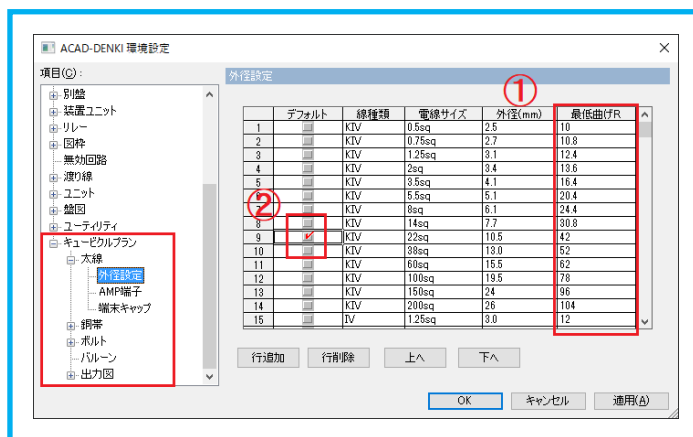 ACAD-DENKI 環境設定
項目(C):
別盤
装置ユニット
リレー
図枠
無効回路
渡り線
ユニット
盤図
ユーティリティ
キュービクルプラン
太線
外径設定
AMP端子
端末キャップ
銅帯
ボルト
バルーン
出力図
外径設定
①
②
デフォルト 線種類 電線サイズ 外径(mm) 最低曲げR
1 KIV 0.5sq 2.5 10
2 KIV 0.75sq 2.7 10.8
3 KIV 1.25sq 3.1 12.4
4 KIV 2sq 3.4 13.6
5 KIV 3.5sq 4.1 16.4
KIV 5.5sq 5.1 20.4
KIV 8sq 6.1 24.4
8 KIV 14sq 7.7 30.8
9 KIV 22sq 10.5 42
10 KIV 38sq 13.0 52
11 KIV 60sq 15.5 62
12 KIV 100sq 19.5 78
13 KIV 150sq 24 96
14 KIV 200sq 26 104
15 IV 1.25sq 3.0 12
行追加 行削除 上へ 下へ
OK キャンセル 適用(A)